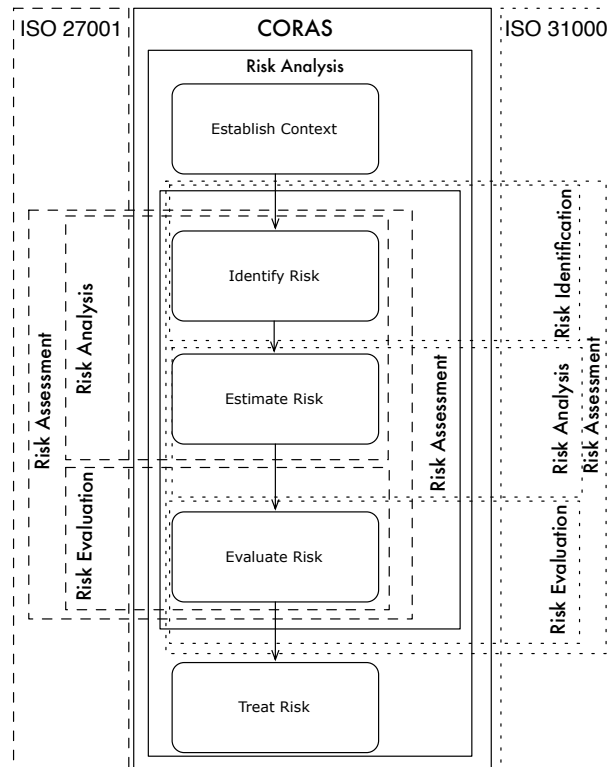 ISO 27001
CORAS
ISO 31000
Risk Analysis
Establish Context
Identify Risk
Estimate Risk
Evaluate Risk
Treat Risk
Risk Assessment
Risk Analysis
Risk Evaluation
Risk Assessment
Risk Identification
Risk Analysis
Risk Evaluation
Risk Assessment